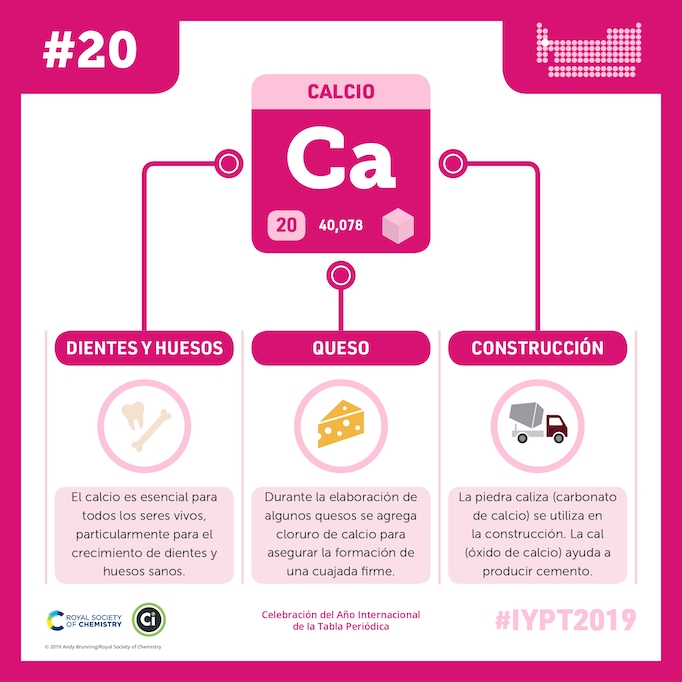 #20
CALCIO
Ca
20
40,078
DIENTES Y HUESOS
El calcio es esencial para
todos los seres vivos,
particularmente para el
crecimiento de dientes y
huesos sanos.
QUESO
Durante la elaboración de
algunos quesos se agrega
cloruro de calcio para
asegurar la formación de
una cuajada firme.
CONSTRUCCIÓN
La piedra caliza (carbonato
de calcio) se utiliza en
la construcción. La cal
(óxido de calcio) ayuda a
producir cemento.
ROYAL SOCIETY
OF CHEMISTRY
Ci
© 2019 Andy Brunning/Royal Society of Chemistry
Celebración del Año Internacional
de la Tabla Periódica
#IYPT2019